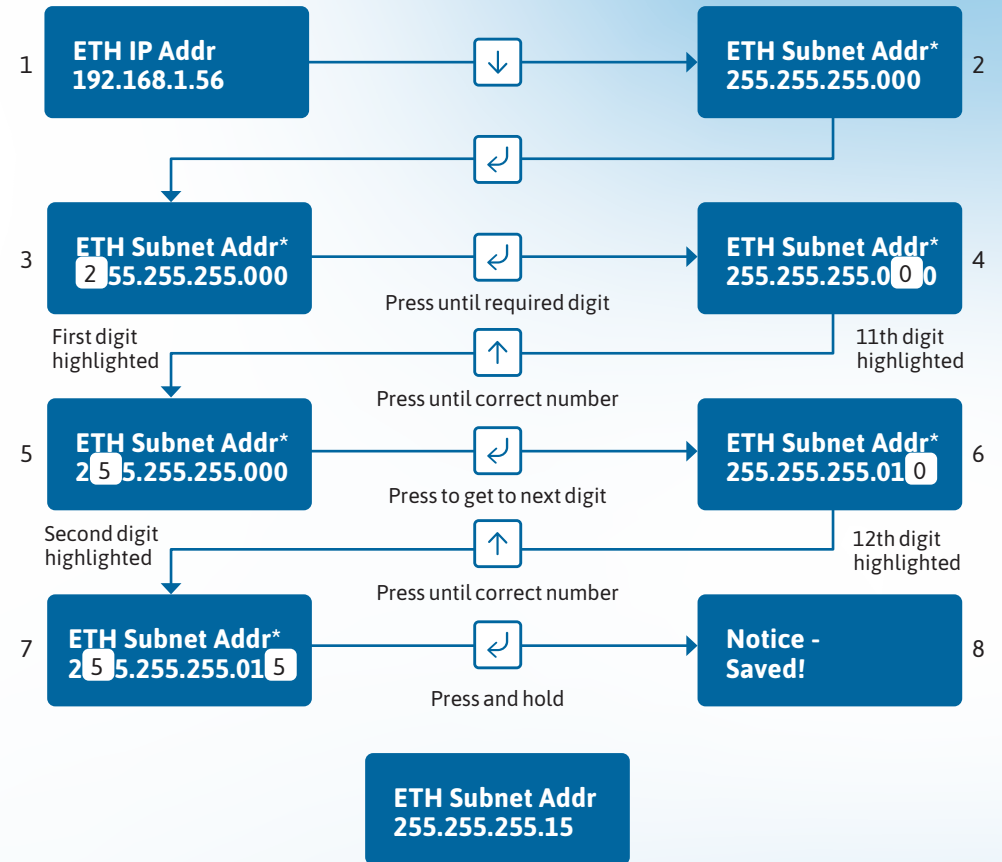 1
ETH IP Addr
192.168.1.56
ETH Subnet Addr*
255.255.255.000
2
3
ETH Subnet Addr*
255.255.255.000
Press until required digit
ETH Subnet Addr*
255.255.255.000
4
First digit
highlighted
11th digit
highlighted
Press until correct number
5
ETH Subnet Addr*
255.255.255.000
Press to get to next digit
ETH Subnet Addr*
255.255.255.010
6
Second digit
highlighted
12th digit
highlighted
Press until correct number
7
ETH Subnet Addr*
255.255.255.015
Press and hold
Notice -
Saved!
8
ETH Subnet Addr
255.255.255.15